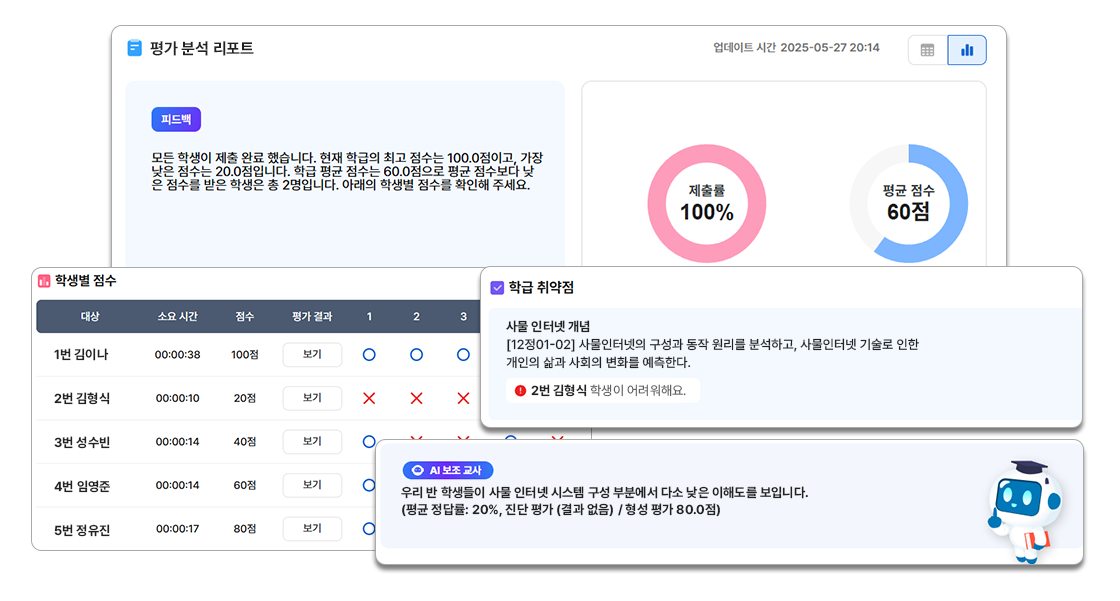 평가 분석 리포트
업데이트 시간 2025-05-27 20:14
피드백
모든 학생이 제출 완료 했습니다. 현재 학급의 최고 점수는 100.0점이고, 가장
낮은 점수는 20.0점입니다. 학급 평균 점수는 60.0점으로 평균 점수보다 낮
은 점수를 받은 학생은 총 2명입니다. 아래의 학생별 점수를 확인해 주세요.
제출률
100%
평균 점수
60점
학생별 점수
대상 소요 시간 점수 평가 결과 1 2 3
1번 김이나 00:00:38 100점 보기
2번 김형식 00:00:10 20점 보기
3번 성수빈 00:00:14 40점 보기
4번 임영준 00:00:14 60점 보기
5번 정유진 00:00:17 80점 보기
학급 취약점
사물 인터넷 개념
[12정01-02] 사물인터넷의 구성과 동작 원리를 분석하고, 사물인터넷 기술로 인한
개인의 삶과 사회의 변화를 예측한다.
2번 김형식 학생이 어려워해요.
AI 보조 교사
우리 반 학생들이 사물 인터넷 시스템 구성 부분에서 다소 낮은 이해도를 보입니다.
(평균 정답률: 20%, 진단 평가 (결과 없음) / 형성 평가 80.0점)